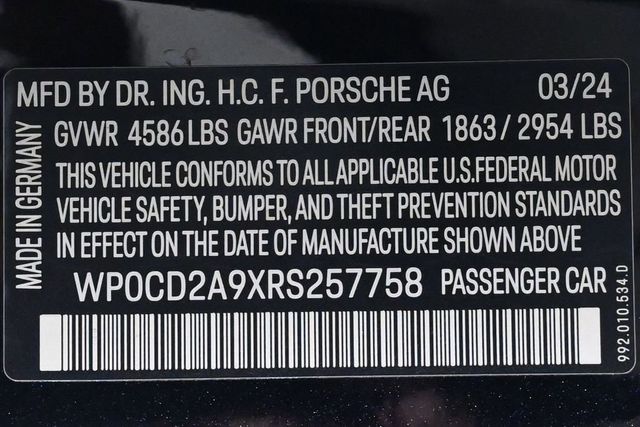 MFD BY DR. ING. H.C. F. PORSCHE AG 03/24
GVWR 4586 LBS GAWR FRONT/REAR 1863 / 2954 LBS
THIS VEHICLE CONFORMS TO ALL APPLICABLE U.S.FEDERAL MOTOR
VEHICLE SAFETY, BUMPER, AND THEFT PREVENTION STANDARDS
IN EFFECT ON THE DATE OF MANUFACTURE SHOWN ABOVE
WP0CD2A9XRS257758 PASSENGER CAR
MADE IN GERMANY
992.010.534.D